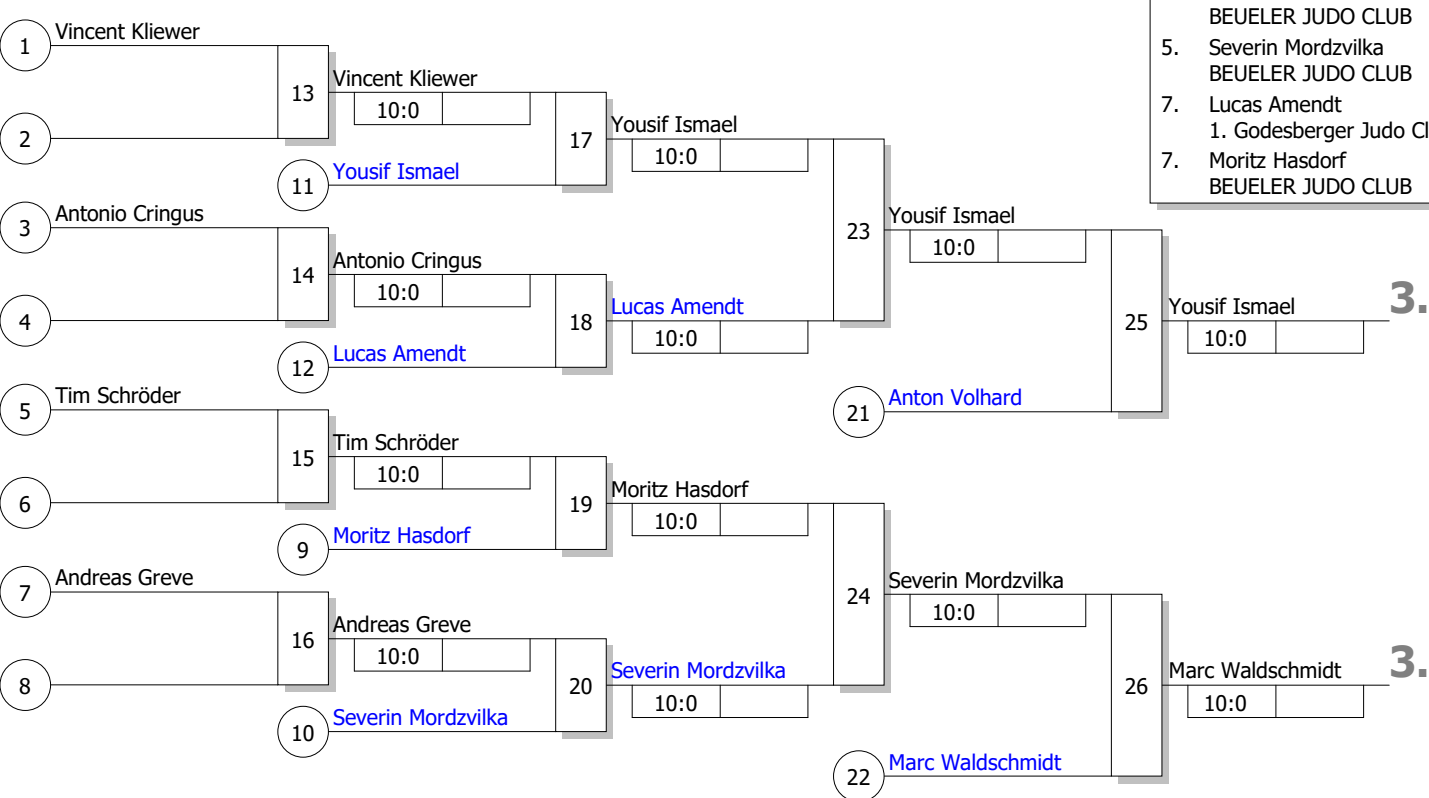 BEUELER JUDO CLUB
5. Severin Mordzvilka
BEUELER JUDO CLUB
7. Lucas Amendt
1. Godesberger Judo Cl
7. Moritz Hasdorf
BEUELER JUDO CLUB
1 Vincent Kliewer
2
13 Vincent Kliewer
10:0
11 Yousif Ismael
17 Yousif Ismael
10:0
3 Antonio Cringus
4
14 Antonio Cringus
10:0
12 Lucas Amendt
18 Lucas Amendt
10:0
23 Yousif Ismael
10:0
21 Anton Volhard
25 Yousif Ismael 3.
10:0
5 Tim Schröder
6
15 Tim Schröder
10:0
9 Moritz Hasdorf
19 Moritz Hasdorf
10:0
7 Andreas Greve
8
16 Andreas Greve
10:0
10 Severin Mordzvilka
20 Severin Mordzvilka
10:0
24 Severin Mordzvilka
10:0
22 Marc Waldschmidt
26 Marc Waldschmidt 3.
10:0